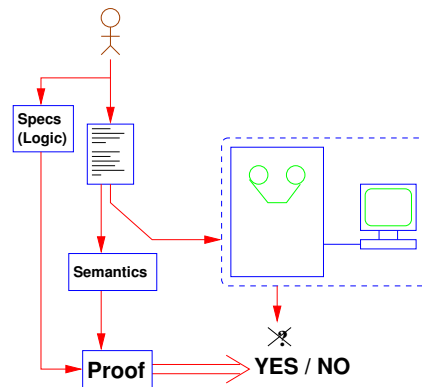 Specs
(Logic)
Semantics
?
Proof
YES / NO